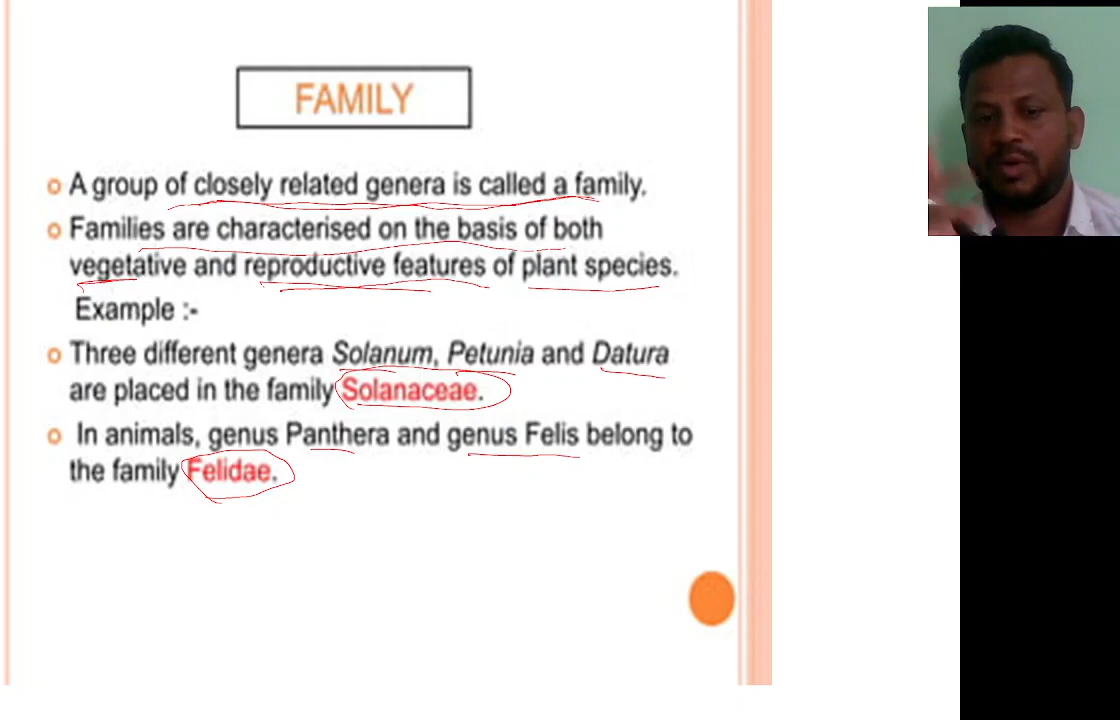 FAMILY
A group of closely related genera is called a family.
Families are characterised on the basis of both
vegetative and reproductive features of plant species.
Example :-
Three different genera Solanum, Petunia and Datura
are placed in the family Solanaceae.
In animals, genus Panthera and genus Felis belong to
the family Felidae.